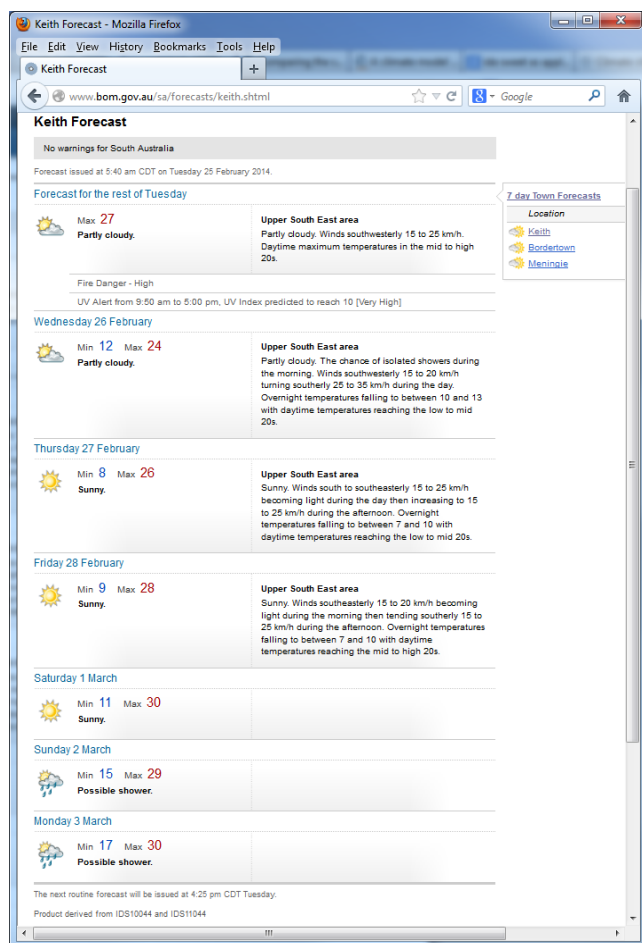 Keith Forecast - Mozilla Firefox
File Edit View History Bookmarks Tools Help
Keith Forecast
www.bom.gov.au/sa/forecasts/keith.shtml
Google
Keith Forecast
No warnings for South Australia
Forecast issued at 5:40 am CDT on Tuesday 25 February 2014.
Forecast for the rest of Tuesday
Max 27
Partly cloudy.
Upper South East area
Partly cloudy. Winds southwesterly 15 to 25 km/h.
Daytime maximum temperatures in the mid to high
20s.
Fire Danger - High
UV Alert from 9:50 am to 5:00 pm, UV Index predicted to reach 10 [Very High]
7 day Town Forecasts
Location
Keith
Bordertown
Meningie
Wednesday 26 February
Min 12 Max 24
Partly cloudy.
Upper South East area
Partly cloudy. The chance of isolated showers during
the morning. Winds southwesterly 15 to 20 km/h
turning southerly 25 to 35 km/h during the day.
Overnight temperatures falling to between 10 and 13
with daytime temperatures reaching the low to mid
20s.
Thursday 27 February
Min 8 Max 26
Sunny.
Upper South East area
Sunny. Winds south to southeasterly 15 to 25 km/h
becoming light during the day then increasing to 15
to 25 km/h during the afternoon. Overnight
temperatures falling to between 7 and 10 with
daytime temperatures reaching the low to mid 20s.
Friday 28 February
Min 9 Max 28
Sunny.
Upper South East area
Sunny. Winds southeasterly 15 to 20 km/h becoming
light during the morning then tending southerly 15 to
25 km/h during the afternoon. Overnight temperatures
falling to between 7 and 10 with daytime
temperatures reaching the mid to high 20s.
Saturday 1 March
Min 11 Max 30
Sunny.
Sunday 2 March
Min 15 Max 29
Possible shower.
Monday 3 March
Min 17 Max 30
Possible shower.
The next routine forecast will be issued at 4:25 pm CDT Tuesday.
Product derived from IDS10044 and IDS11044